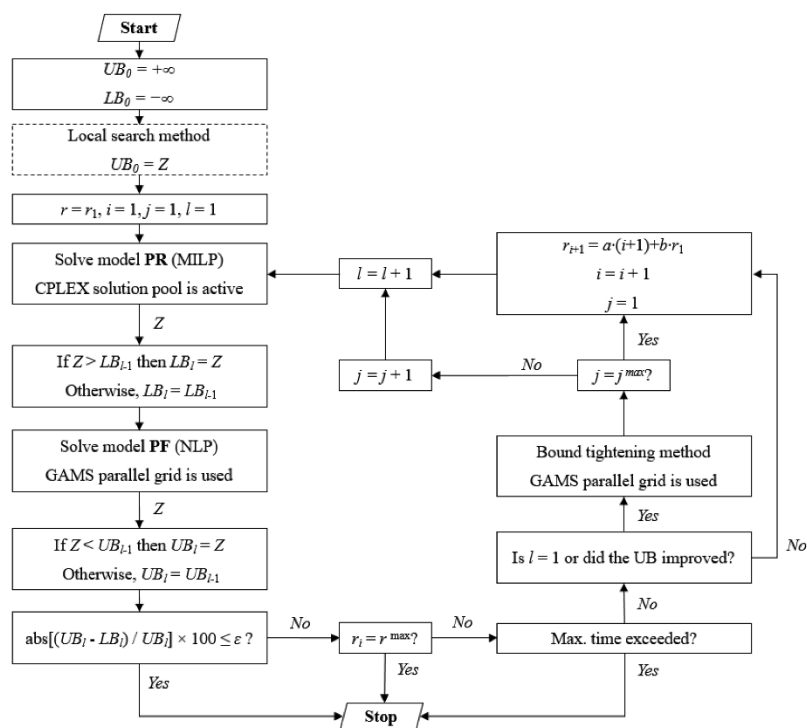 Start
UB₀ = +∞
LB₀ = −∞
Local search method
UB₀ = Z
r = r₁, i = 1, j = 1, l = 1
Solve model PR (MILP)
CPLEX solution pool is active
Z
If Z > LBₗ₋₁ then LBₗ = Z
Otherwise, LBₗ = LBₗ₋₁
Solve model PF (NLP)
GAMS parallel grid is used
Z
If Z < UBₗ₋₁ then UBₗ = Z
Otherwise, UBₗ = UBₗ₋₁
abs[(UBₗ - LBₗ) / UBₗ] × 100 ≤ ε ?
No
Yes
rᵢ = r ᵐᵃˣ?
No
Yes
Stop
Max. time exceeded?
Yes
No
Is l = 1 or did the UB improved?
No
Yes
Bound tightening method
GAMS parallel grid is used
j = jᵐᵃˣ?
No
Yes
j = j + 1
l = l + 1
rᵢ₊₁ = a·(i+1)+b·r₁
i = i + 1
j = 1